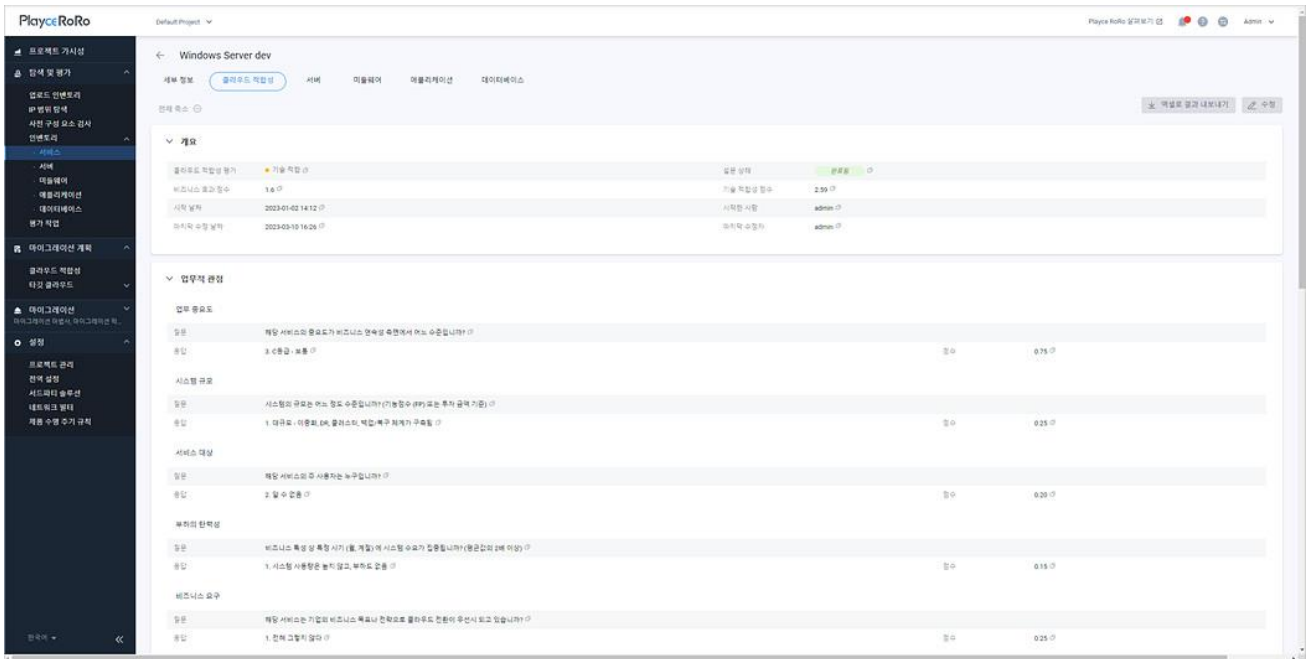 PlayceRoRo
Default Project
Playce RoRo 살펴보기
Admin
프로젝트 가시성
탐색 및 평가
업로드 인벤토리
IP 범위 탐색
사전 구성 요소 검사
인벤토리
- 서비스
- 서버
- 미들웨어
- 애플리케이션
- 데이터베이스
평가 작업
마이그레이션 계획
클라우드 적합성
타깃 클라우드
마이그레이션
설정
프로젝트 관리
전역 설정
서드파티 솔루션
네트워크 필터
제품 수명 주기 규칙
한국어
← Windows Server dev
세부 정보 클라우드 적합성 서버 미들웨어 애플리케이션 데이터베이스
전체 축소
엑셀로 결과 내보내기 수정
개요
클라우드 적합성 평가 기술 적합 설문 상태 완료됨
비즈니스 효과 점수 1.6 기술 적합성 점수 2.59
시작 날짜 2023-01-02 14:12 시작한 사람 admin
마지막 수정 날짜 2023-03-10 16:26 마지막 수정자 admin
업무적 관점
업무 중요도
질문 해당 서비스의 중요도가 비즈니스 연속성 측면에서 어느 수준입니까?
응답 3. C등급 - 보통 점수 0.75
시스템 규모
질문 시스템의 규모는 어느 정도 수준입니까? (기능점수 (FP) 또는 투자 금액 기준)
응답 1. 대규모 - 이중화, DR, 클러스터, 백업/복구 체계가 구축됨 점수 0.25
서비스 대상
질문 해당 서비스의 주 사용자는 누구입니까?
응답 2. 알 수 없음 점수 0.20
부하의 탄력성
질문 비즈니스 특성 상 특정 시기 (월, 계절) 에 시스템 수요가 집중됩니까? (평균값의 2배 이상)
응답 1. 시스템 사용량은 높지 않고, 부하도 없음 점수 0.15
비즈니스 요구
질문 해당 서비스는 기업의 비즈니스 목표나 전략으로 클라우드 전환이 우선시 되고 있습니까?
응답 1. 전혀 그렇지 않다 점수 0.25